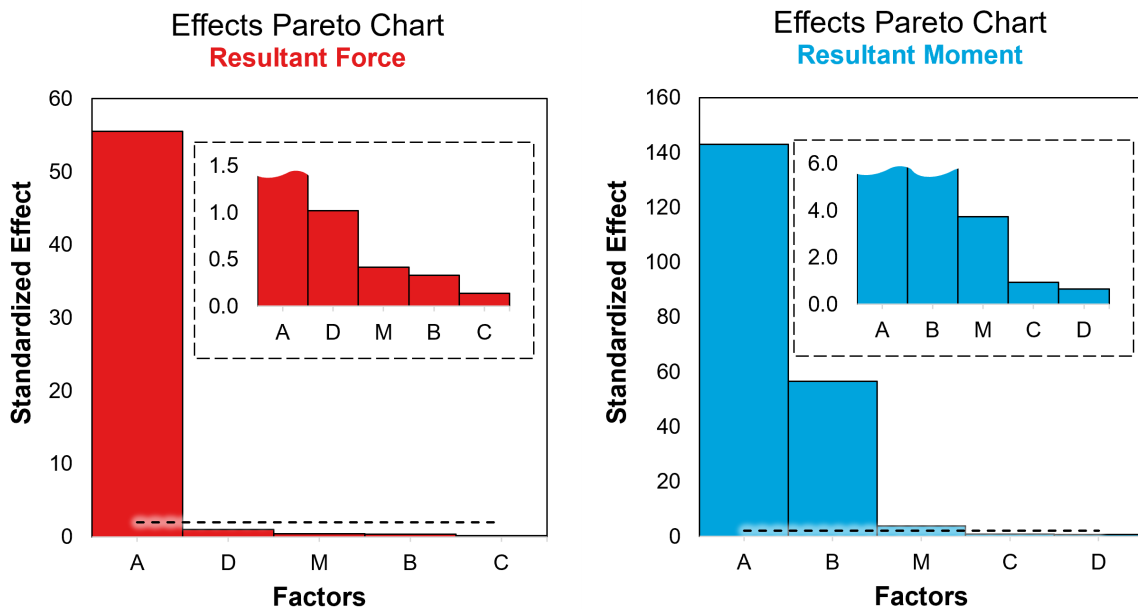 Effects Pareto Chart
Resultant Force
Standardized Effect
60
50
40
30
20
10
0
1.5
1.0
0.5
0.0
A D M B C
A D M B C
Factors
Effects Pareto Chart
Resultant Moment
Standardized Effect
160
140
120
100
80
60
40
20
0
6.0
4.0
2.0
0.0
A B M C D
A B M C D
Factors